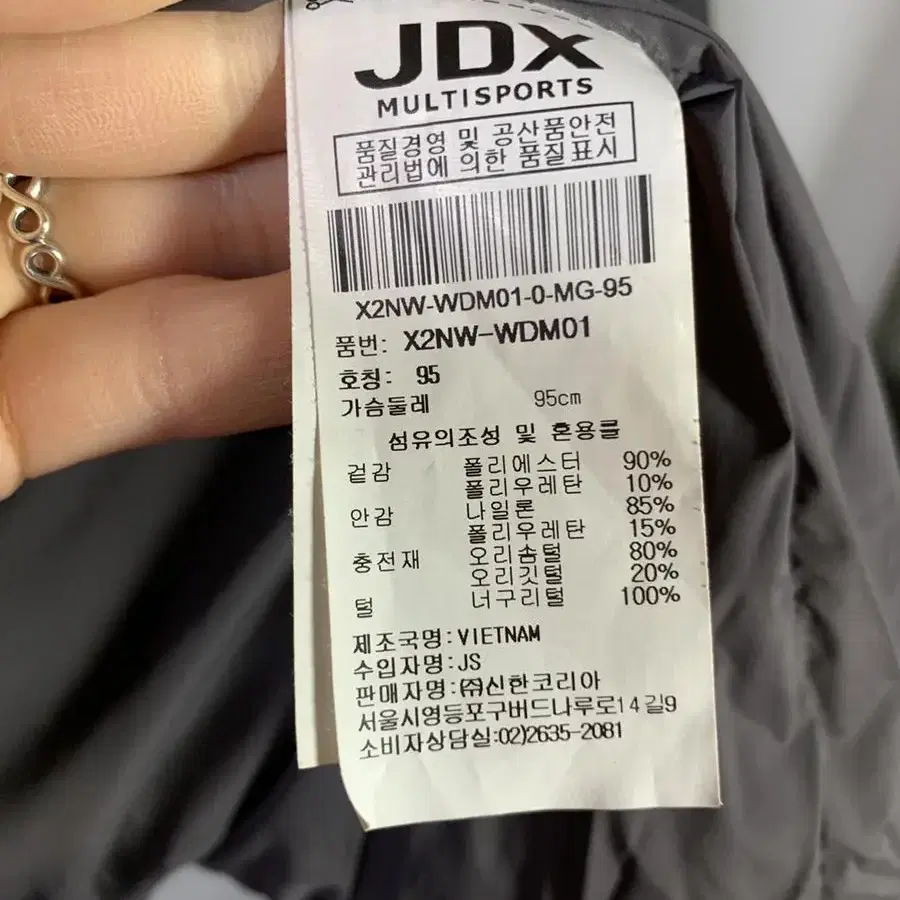 JDX
MULTISPORTS
품질경영 및 공산품안전
관리법에 의한 품질표시
X2NW-WDM01-0-MG-95
품번: X2NW-WDM01
호칭: 95
가슴둘레 95cm
섬유의조성 및 혼용률
겉감 폴리에스터 90%
폴리우레탄 10%
안감 나일론 85%
폴리우레탄 15%
충전재 오리솜털 80%
오리깃털 20%
털 너구리털 100%
제조국명:VIETNAM
수입자명:JS
판매자명:㈜신한코리아
서울시영등포구버드나루로14길9
소비자상담실:02)2635-2081